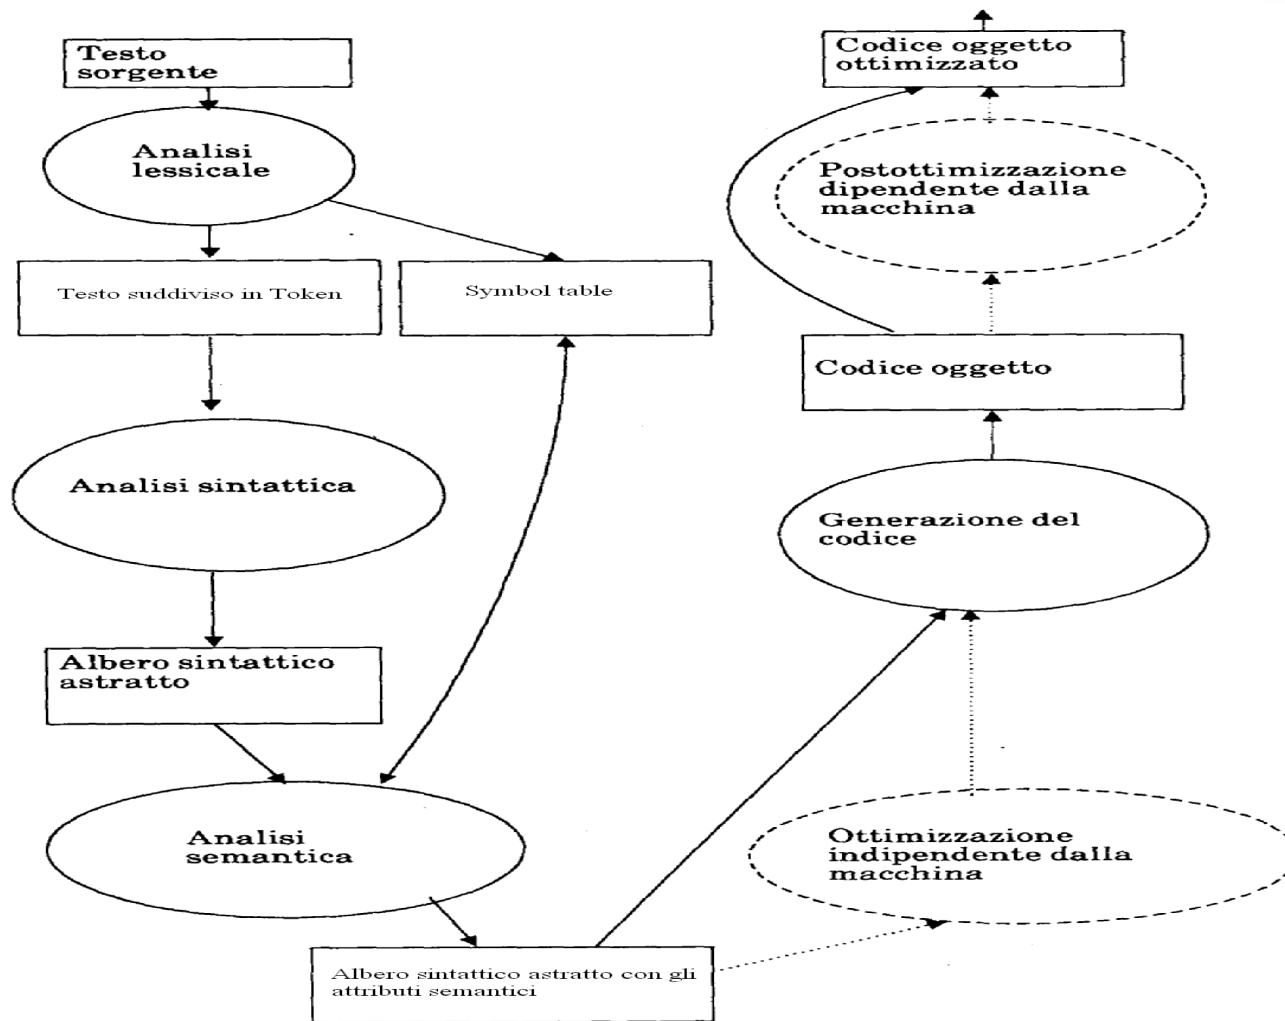 Testo
sorgente
Analisi
lessicale
Testo suddiviso in Token
Symbol table
Analisi sintattica
Albero sintattico
astratto
Analisi
semantica
Albero sintattico astratto con gli
attributi semantici
Codice oggetto
ottimizzato
Postottimizzazione
dipendente dalla
macchina
Codice oggetto
Generazione del
codice
Ottimizzazione
indipendente dalla
macchina